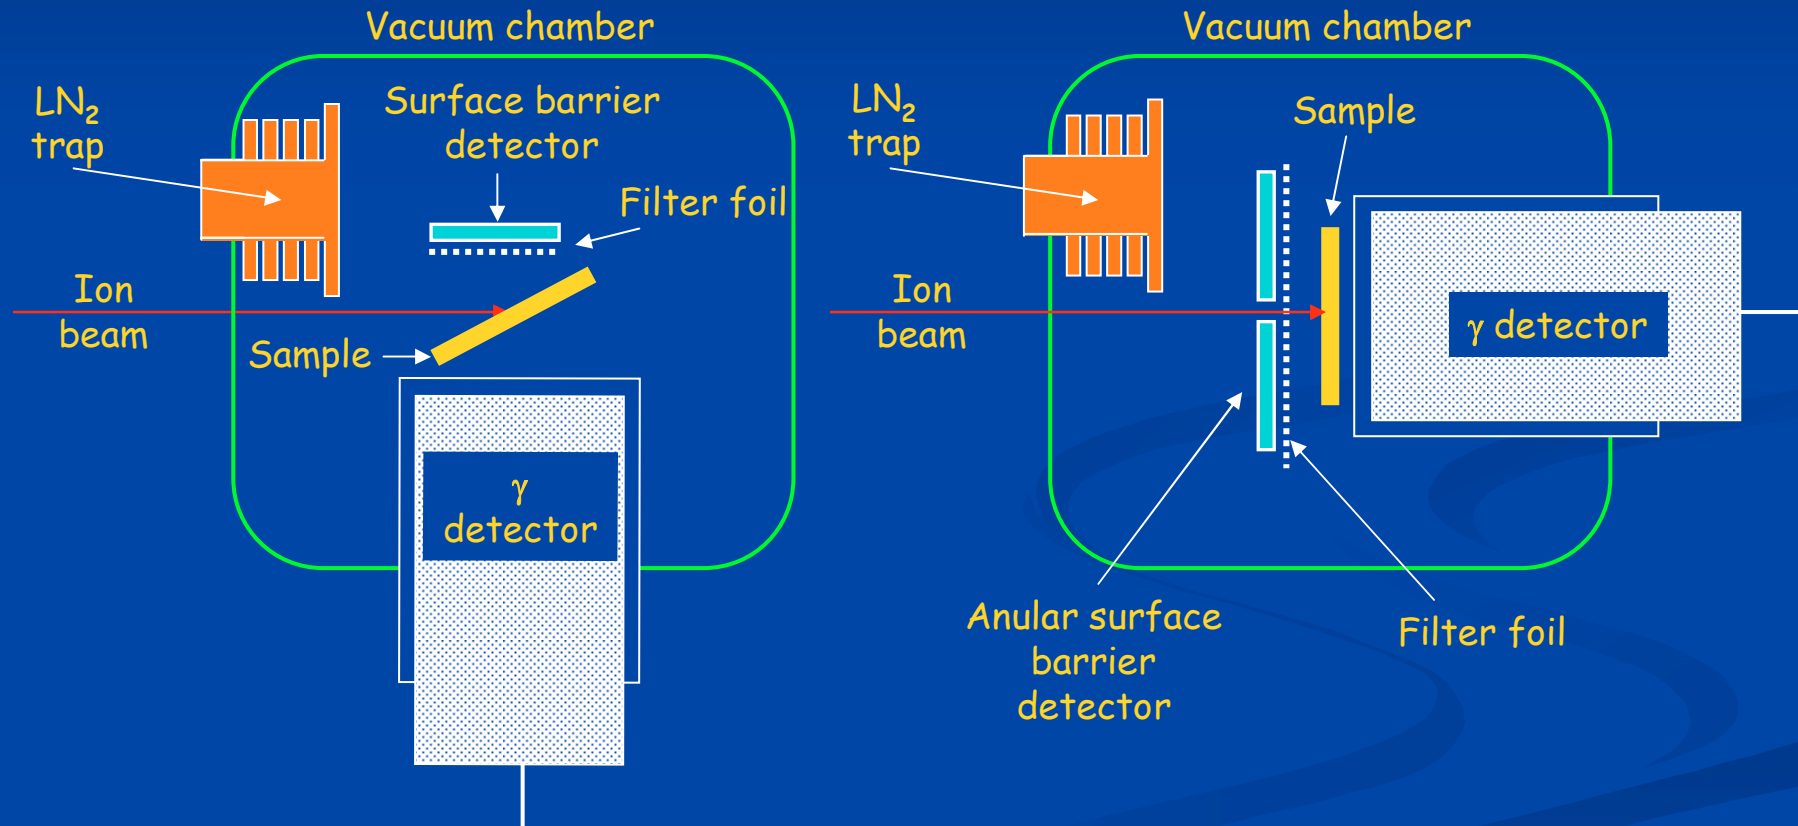 Vacuum chamber
LN₂
trap
Surface barrier
detector
Filter foil
Ion
beam
Sample
γ
detector
Vacuum chamber
LN₂
trap
Sample
Ion
beam
γ detector
Anular surface
barrier
detector
Filter foil